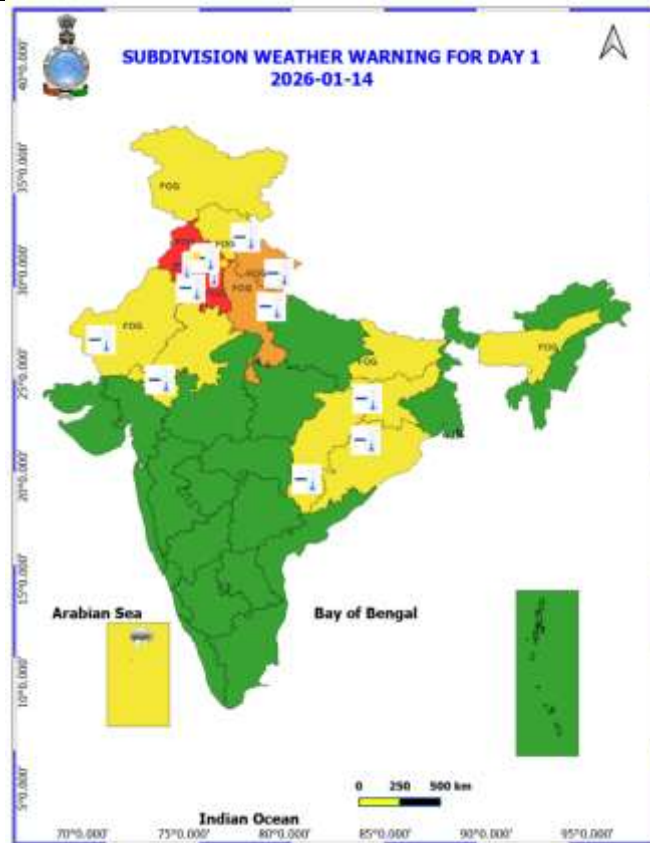 SUBDIVISION WEATHER WARNING FOR DAY 1
2026-01-14
40°0.000'
35°0.000'
FOG
FOG
30°0.000'
FOG
FOG
FOG
FOG
FOG
25°0.000'
20°0.000'
15°0.000'
Arabian Sea
Bay of Bengal
10°0.000'
5°0.000'
0 250 500 km
Indian Ocean
70°0.000' 75°0.000' 80°0.000' 85°0.000' 90°0.000' 95°0.000'